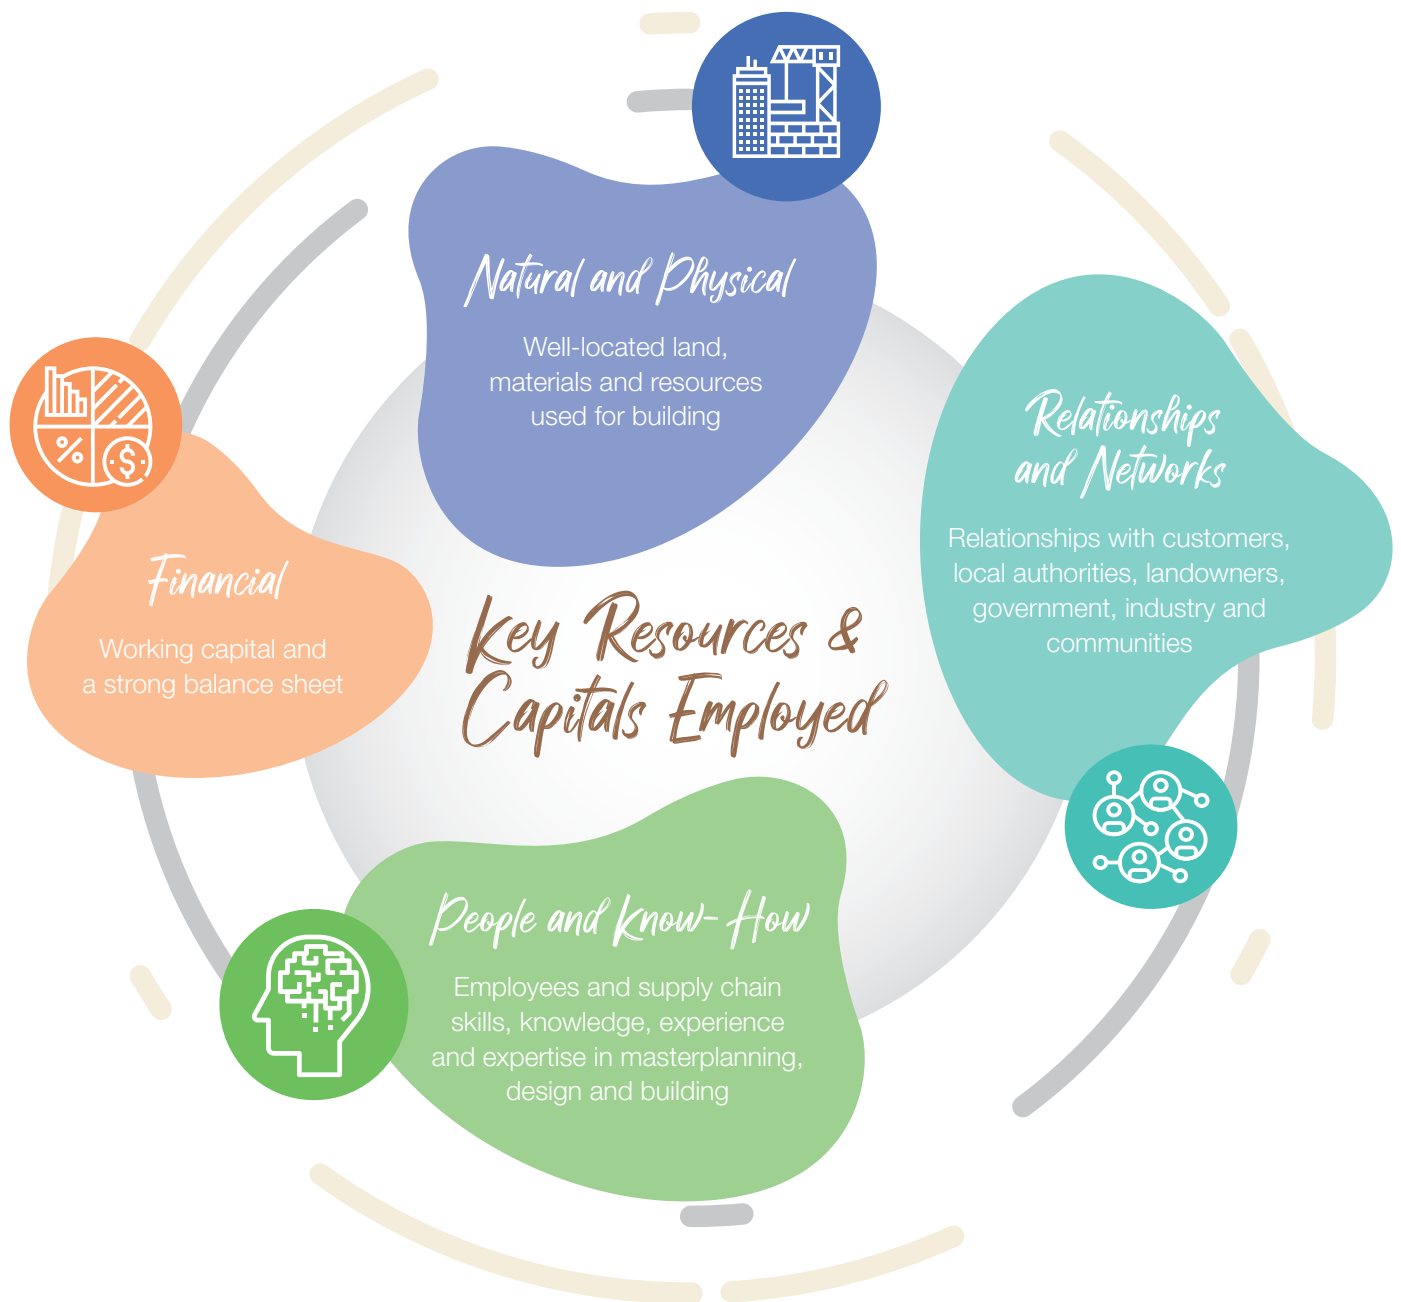 Natural and Physical
Well-located land,
materials and resources
used for building
Relationships
and Networks
Relationships with customers,
local authorities, landowners,
government, industry and
communities
Financial
Working capital and
a strong balance sheet
%
$
Key Resources &
Capitals Employed
People and Know-How
Employees and supply chain
skills, knowledge, experience
and expertise in masterplanning,
design and building